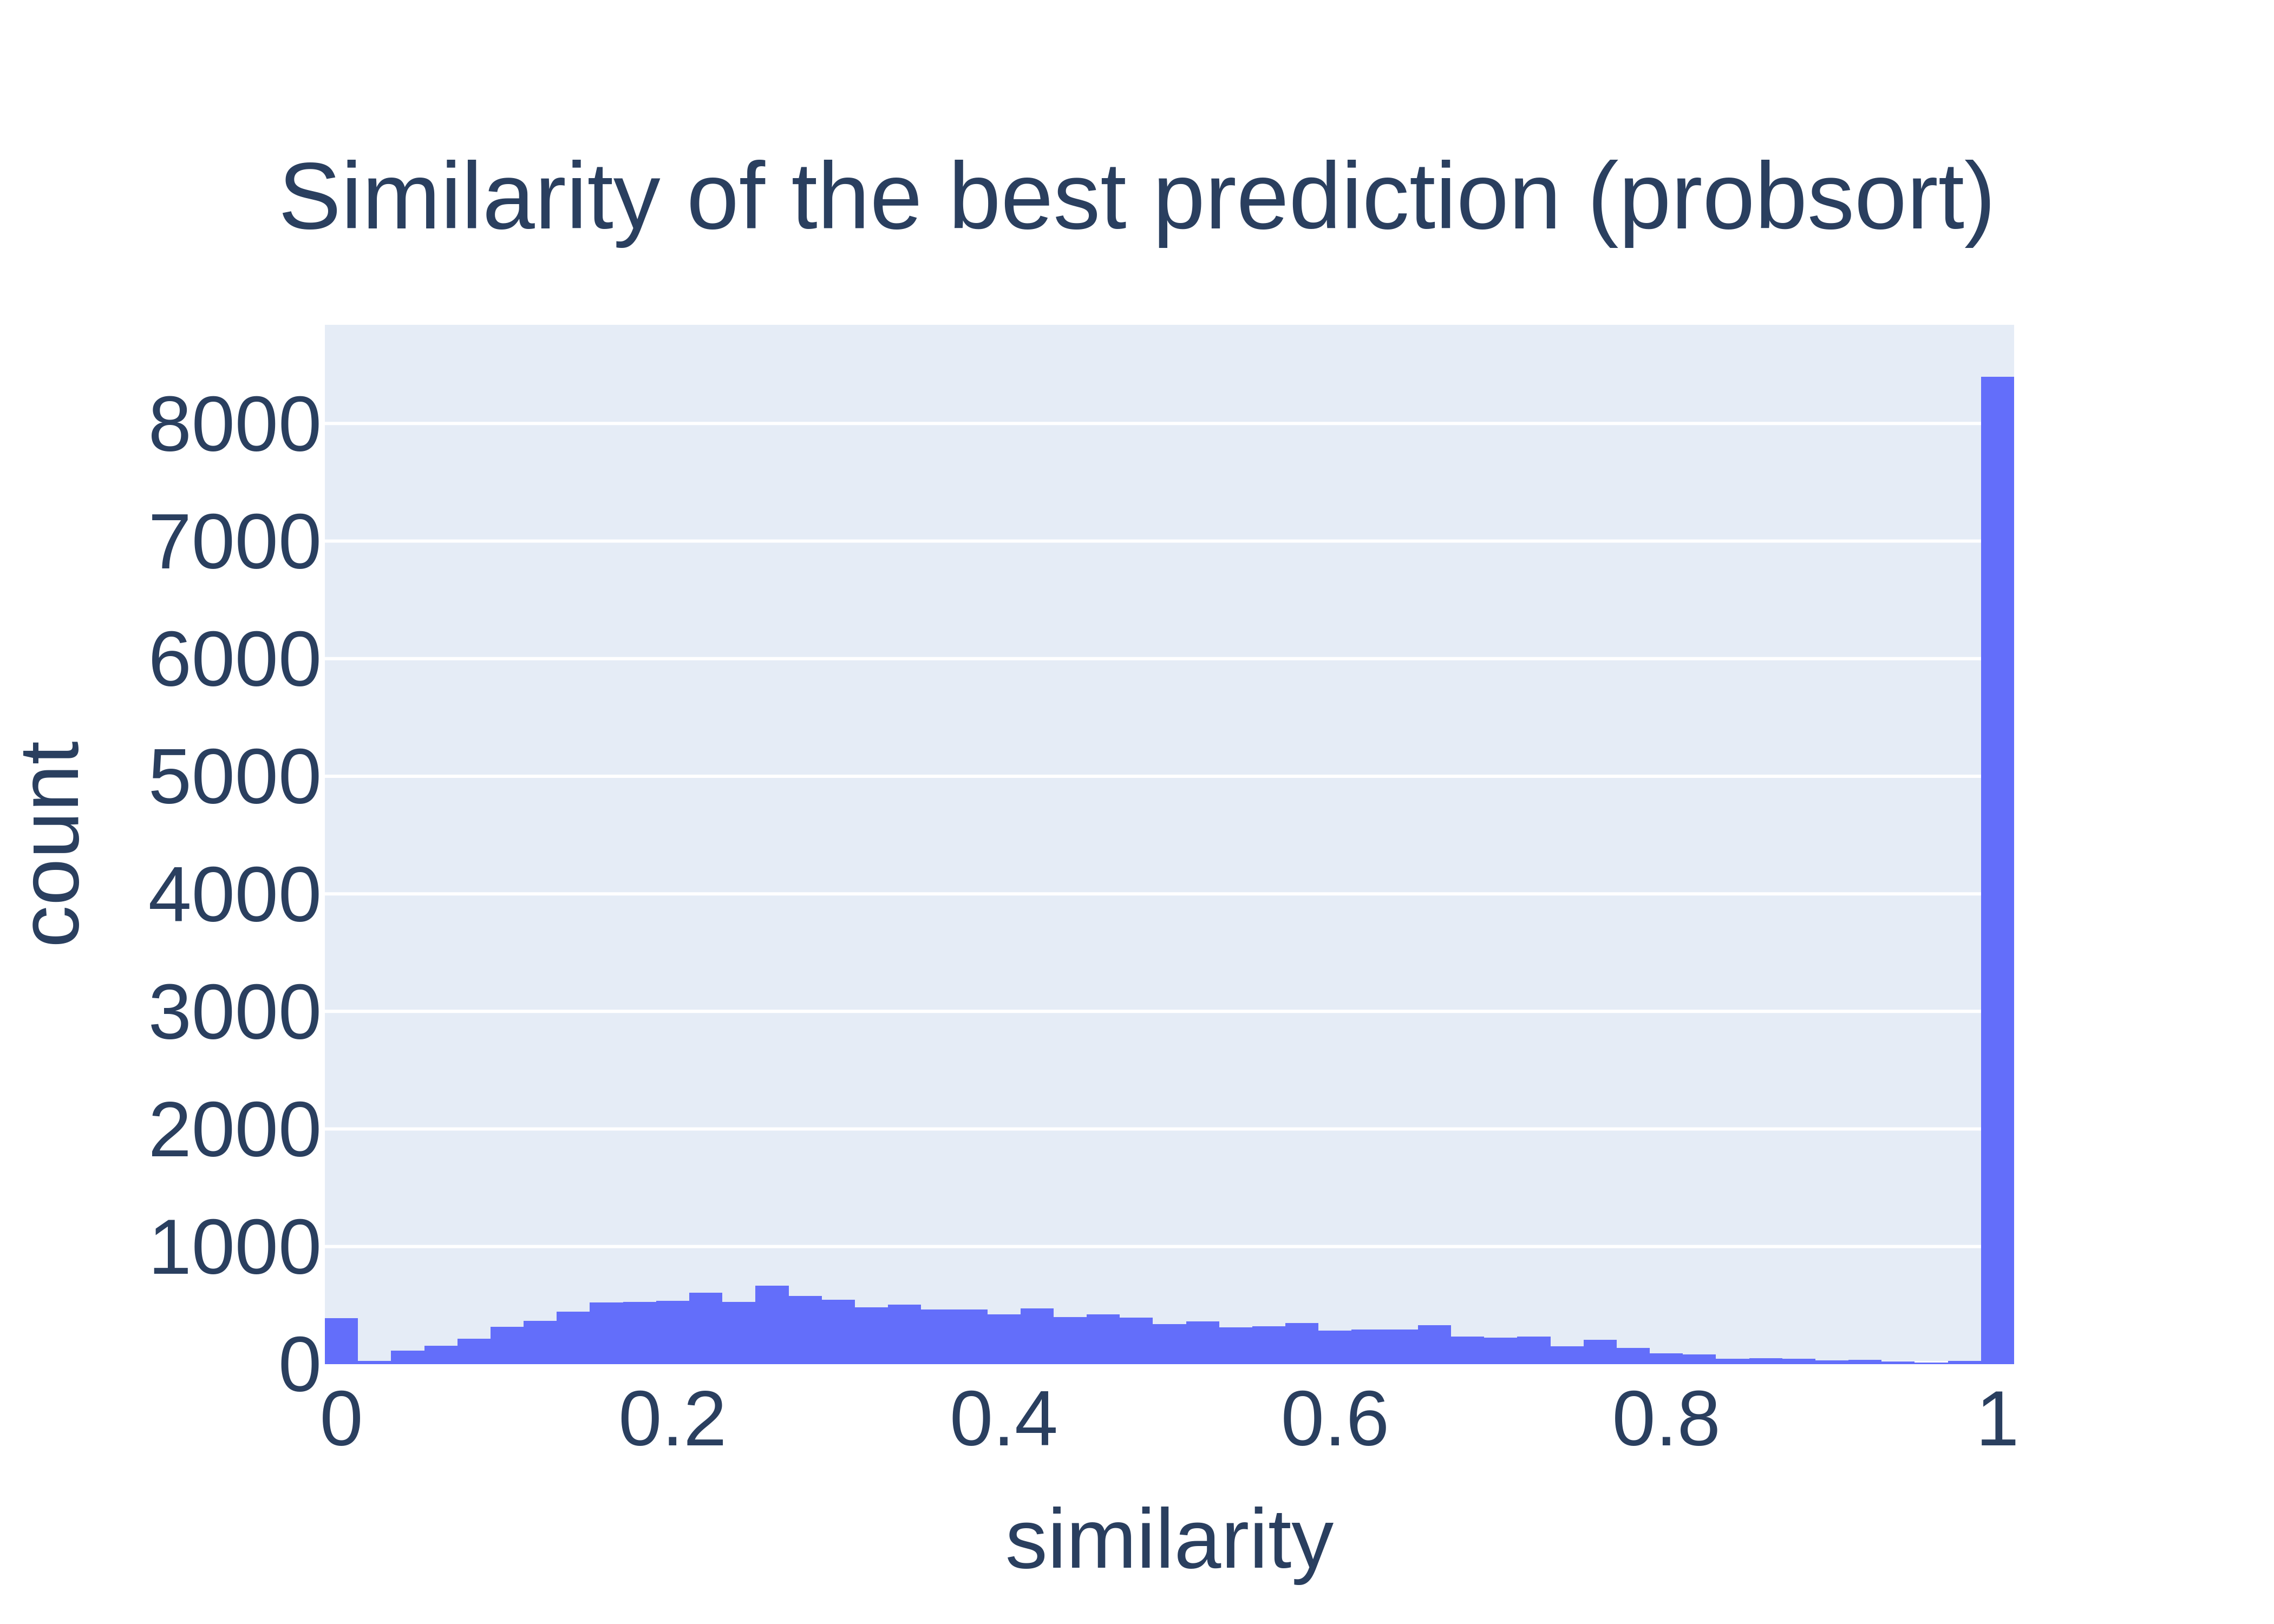 Similarity of the best prediction (probsort)
8000
7000
6000
5000
4000
3000
2000
1000
0
count
0 0.2 0.4 0.6 0.8 1
similarity